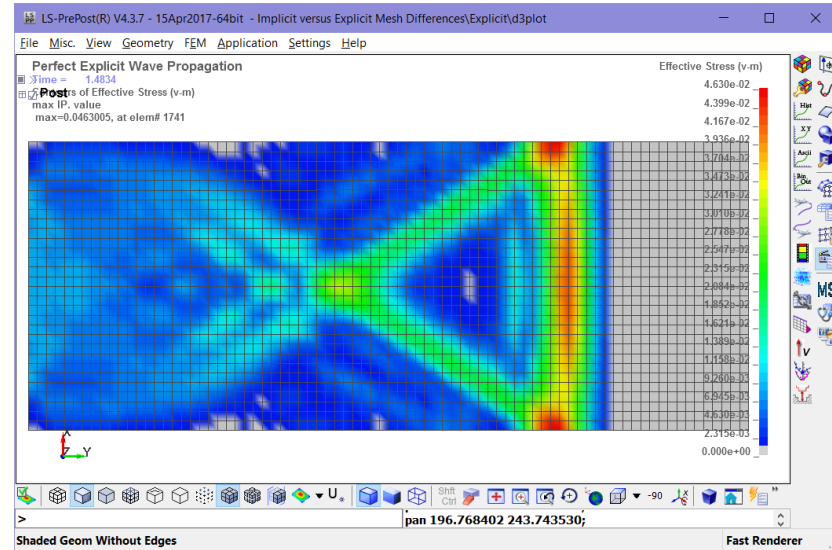 LS-PrePost(R) V4.3.7 - 15Apr2017-64bit - Implicit versus Explicit Mesh Differences\Explicit\d3plot
File Misc. View Geometry FEM Application Settings Help
Perfect Explicit Wave Propagation
Time = 1.4834
Contours of Effective Stress (v-m)
Post
max IP. value
max=0.0463005, at elem# 1741
Effective Stress (v-m)
4.630e-02
4.399e-02
4.167e-02
3.936e-02
3.704e-02
3.473e-02
3.241e-02
3.010e-02
2.778e-02
2.547e-02
2.315e-02
2.084e-02
1.852e-02
1.621e-02
1.389e-02
1.158e-02
9.260e-03
6.945e-03
4.630e-03
2.315e-03
0.000e+00
X
Z Y
Hist
X Y
Ascii
Bin
Out
MS
V
U
Shft
Ctrl
-90
>
pan 196.768402 243.743530;
Shaded Geom Without Edges
Fast Renderer